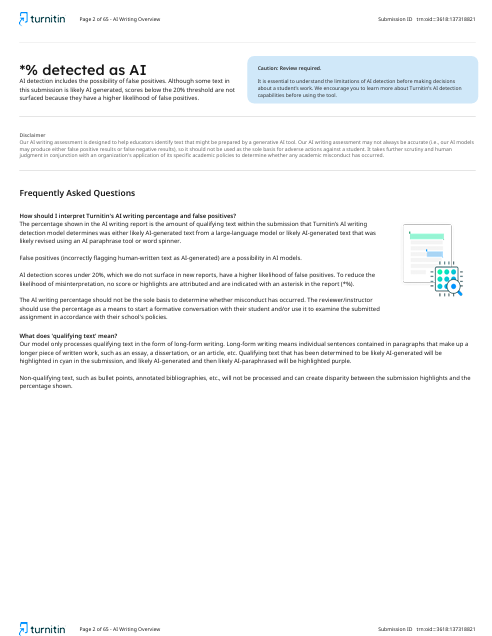 turnitin Page 2 of 65 - AI Writing Overview Submission ID trn:oid:::3618:137318821
*% detected as AI
AI detection includes the possibility of false positives. Although some text in
this submission is likely AI generated, scores below the 20% threshold are not
surfaced because they have a higher likelihood of false positives.
Caution: Review required.
It is essential to understand the limitations of AI detection before making decisions
about a student's work. We encourage you to learn more about Turnitin's AI detection
capabilities before using the tool.
Disclaimer
Our AI writing assessment is designed to help educators identify text that might be prepared by a generative AI tool. Our AI writing assessment may not always be accurate (i.e., our AI models
may produce either false positive results or false negative results), so it should not be used as the sole basis for adverse actions against a student. It takes further scrutiny and human
judgment in conjunction with an organization's application of its specific academic policies to determine whether any academic misconduct has occurred.
Frequently Asked Questions
How should I interpret Turnitin's AI writing percentage and false positives?
The percentage shown in the AI writing report is the amount of qualifying text within the submission that Turnitin's AI writing
detection model determines was either likely AI-generated text from a large-language model or likely AI-generated text that was
likely revised using an AI paraphrase tool or word spinner.
False positives (incorrectly flagging human-written text as AI-generated) are a possibility in AI models.
AI detection scores under 20%, which we do not surface in new reports, have a higher likelihood of false positives. To reduce the
likelihood of misinterpretation, no score or highlights are attributed and are indicated with an asterisk in the report (*%).
The AI writing percentage should not be the sole basis to determine whether misconduct has occurred. The reviewer/instructor
should use the percentage as a means to start a formative conversation with their student and/or use it to examine the submitted
assignment in accordance with their school's policies.
What does 'qualifying text' mean?
Our model only processes qualifying text in the form of long-form writing. Long-form writing means individual sentences contained in paragraphs that make up a
longer piece of written work, such as an essay, a dissertation, or an article, etc. Qualifying text that has been determined to be likely AI-generated will be
highlighted in cyan in the submission, and likely AI-generated and then likely AI-paraphrased will be highlighted purple.
Non-qualifying text, such as bullet points, annotated bibliographies, etc., will not be processed and can create disparity between the submission highlights and the
percentage shown.
turnitin Page 2 of 65 - AI Writing Overview Submission ID trn:oid:::3618:137318821